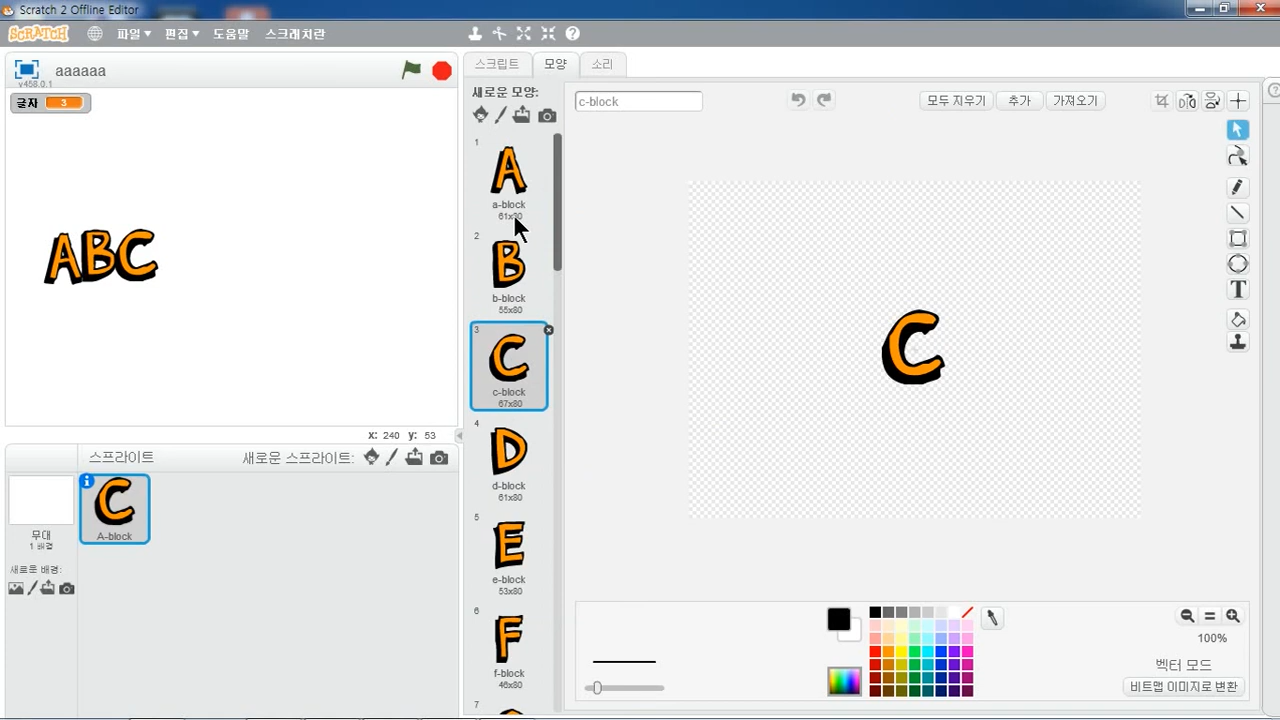 Scratch 2 Offline Editor
SCRATCH 파일 편집 도움말 스크래치란
aaaaaa
v458.0.1
글자 3
ABC
x: 240 y: 53
스프라이트 새로운 스프라이트:
무대
1 배경
새로운 배경:
C
A-block
스크립트 모양 소리
새로운 모양:
1
A
a-block
61x80
2
B
b-block
55x80
3
C
c-block
67x80
4
D
d-block
61x80
5
E
e-block
53x80
6
F
f-block
46x80
7
c-block
모두 지우기 추가 가져오기
C
T
100%
벡터 모드
비트맵 이미지로 변환